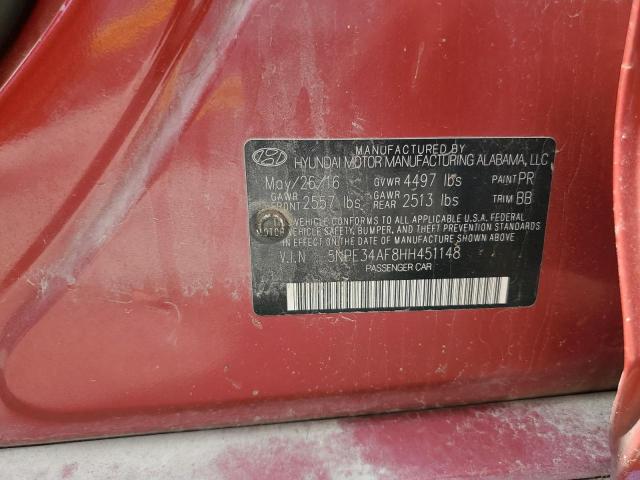 MANUFACTURED BY
HYUNDAI MOTOR MANUFACTURING ALABAMA, LLC
May/26/16 GVWR 4497 lbs PAINT PR
GAWR FRONT 2557 lbs GAWR REAR 2513 lbs TRIM BB
VEHICLE CONFORMS TO ALL APPLICABLE U.S.A. FEDERAL
VEHICLE SAFETY, BUMPER, AND THEFT PREVENTION STANDARDS
IN EFFECT ON THE DATE OF MANUFACTURE SHOWN ABOVE.
V.I.N 5NPE34AF8HH451148
PASSENGER CAR